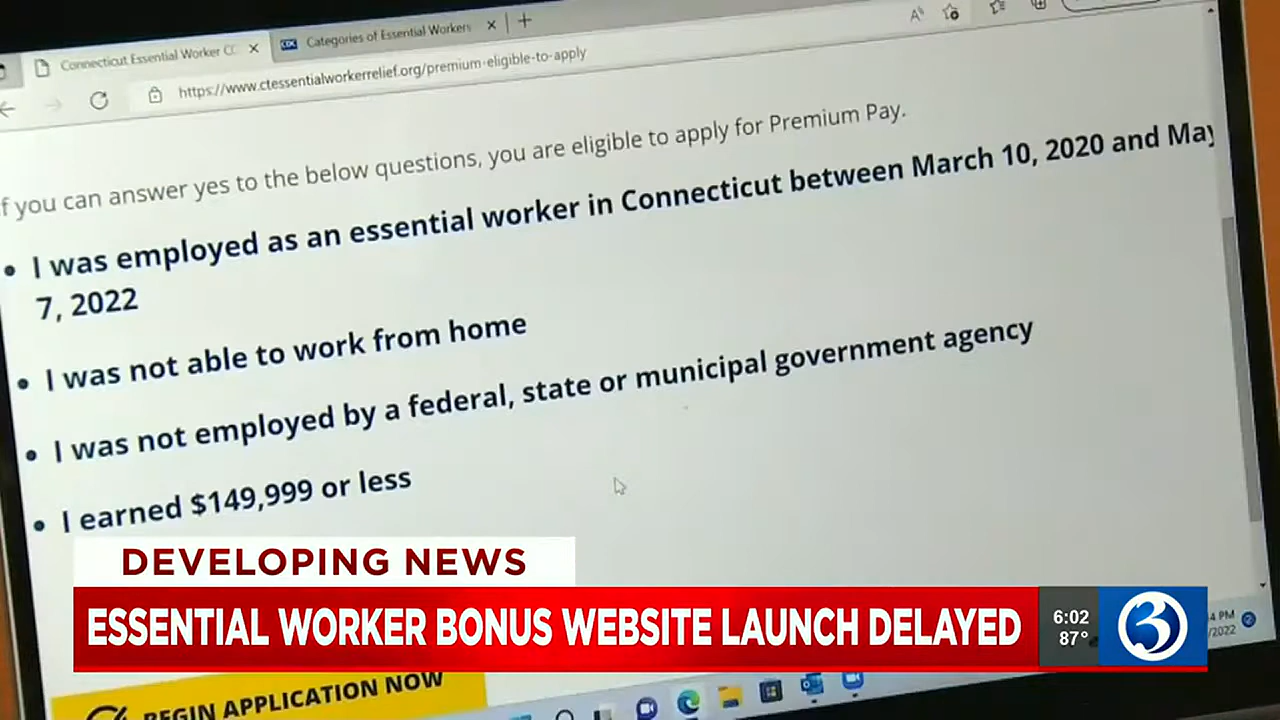 Connecticut Essential Worker CO
Categories of Essential Workers
https://www.ctessentialworkerrelief.org/premium-eligible-to-apply
f you can answer yes to the below questions, you are eligible to apply for Premium Pay.
• I was employed as an essential worker in Connecticut between March 10, 2020 and May
7, 2022
• I was not able to work from home
• I was not employed by a federal, state or municipal government agency
• I earned $149,999 or less
DEVELOPING NEWS
ESSENTIAL WORKER BONUS WEBSITE LAUNCH DELAYED
6:02
87°
3
4 PM
/2022
BEGIN APPLICATION NOW